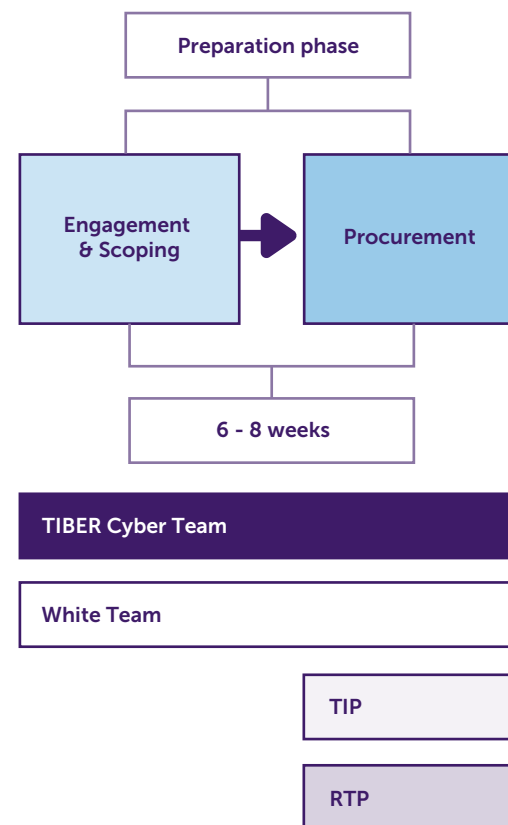 Preparation phase
Engagement
& Scoping
Procurement
6 - 8 weeks
TIBER Cyber Team
White Team
TIP
RTP